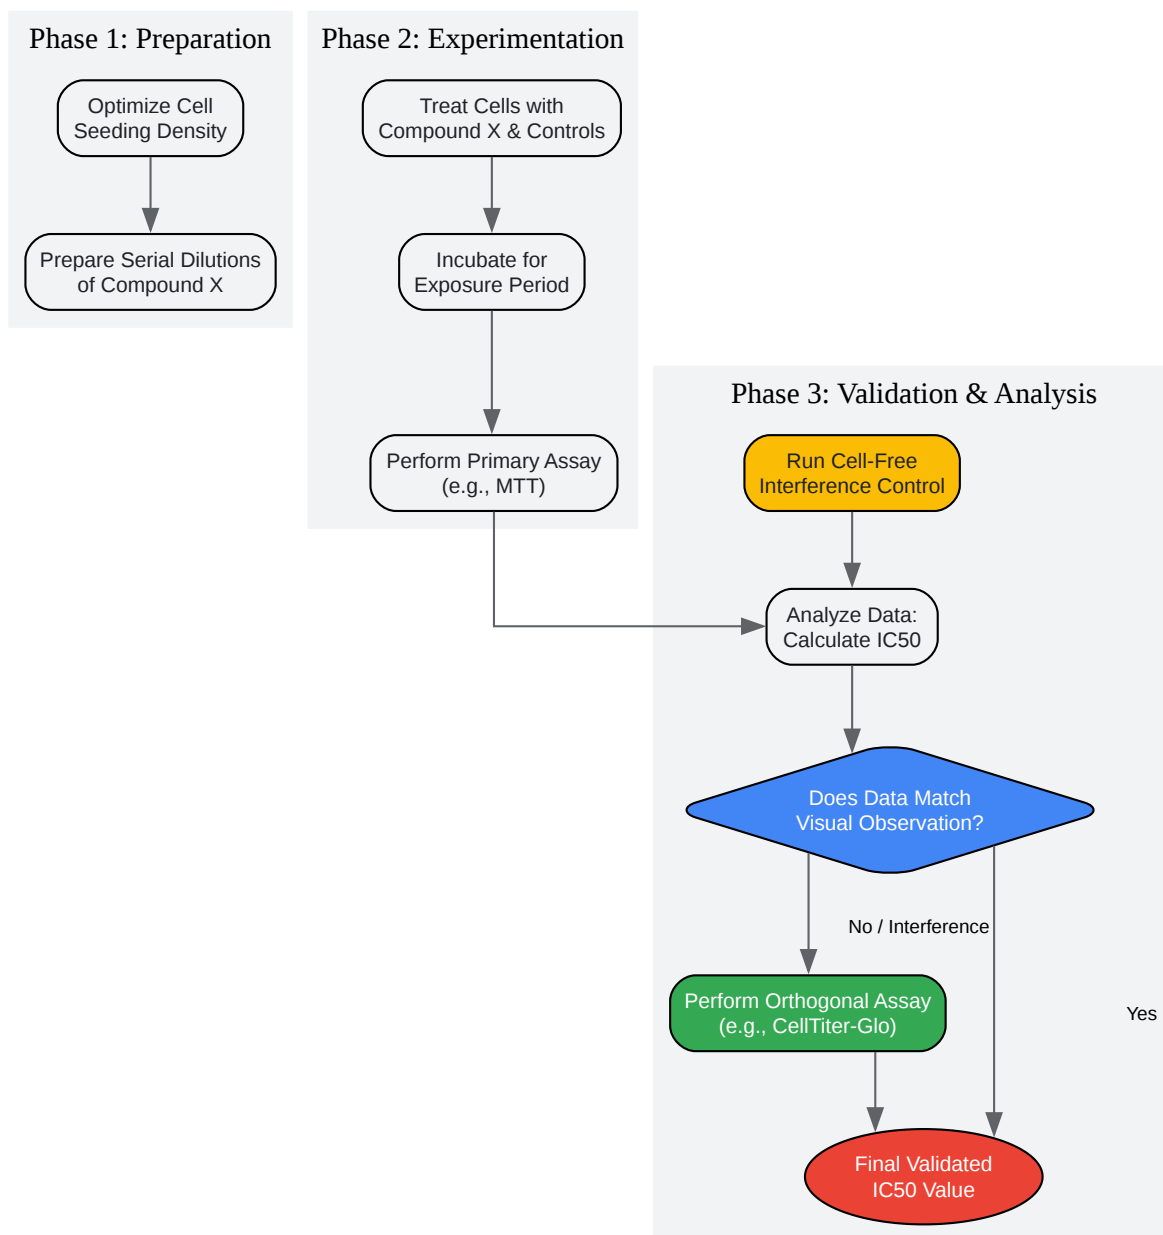 Phase 1: Preparation
Optimize Cell
Seeding Density
Prepare Serial Dilutions
of Compound X
Phase 2: Experimentation
Treat Cells with
Compound X & Controls
Incubate for
Exposure Period
Perform Primary Assay
(e.g., MTT)
Phase 3: Validation & Analysis
Run Cell-Free
Interference Control
Analyze Data:
Calculate IC50
Does Data Match
Visual Observation?
No / Interference
Perform Orthogonal Assay
(e.g., CellTiter-Glo)
Yes
Final Validated
IC50 Value